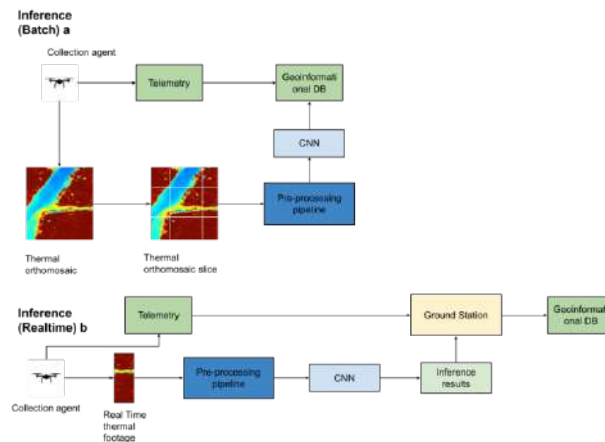 Inference
(Batch) a
Collection agent
Telemetry
Geoinformati
onal DB
CNN
Pre-processing
pipeline
Thermal
orthomosaic
Thermal
orthomosaic slice
Inference
(Realtime) b
Telemetry
Ground Station
Geoinformati
onal DB
Pre-processing
pipeline
CNN
Inference
results
Collection agent
Real Time
thermal
footage